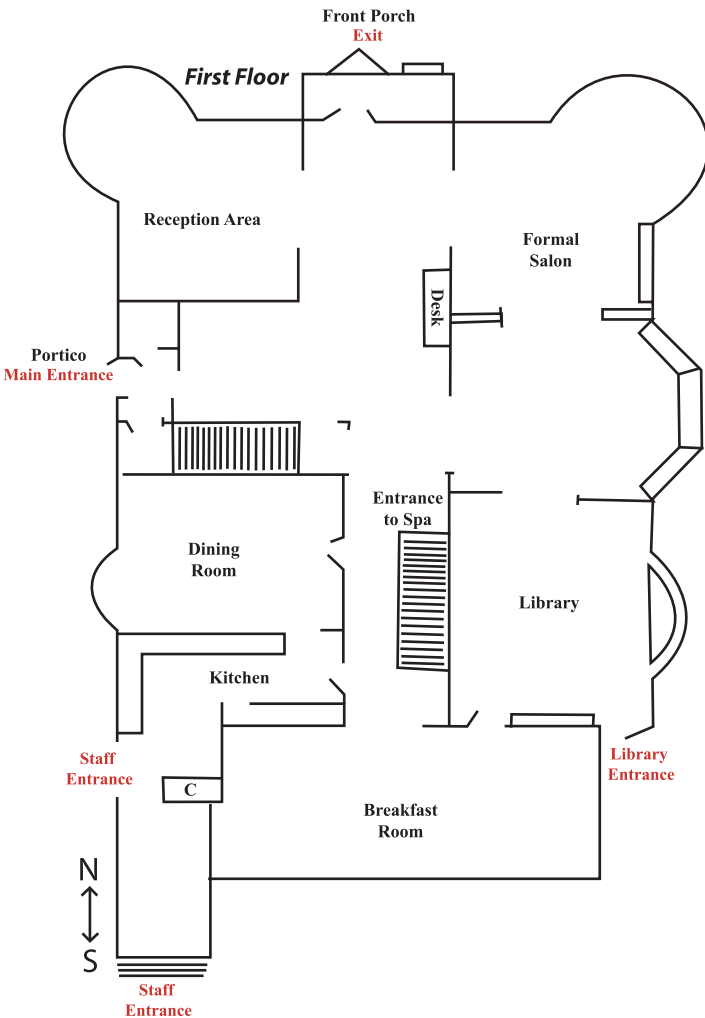 Front Porch
Exit
First Floor
Reception Area
Formal
Salon
Desk
Portico
Main Entrance
Entrance
to Spa
Dining
Room
Library
Kitchen
Staff
Entrance
Library
Entrance
C
Breakfast
Room
N
S
Staff
Entrance